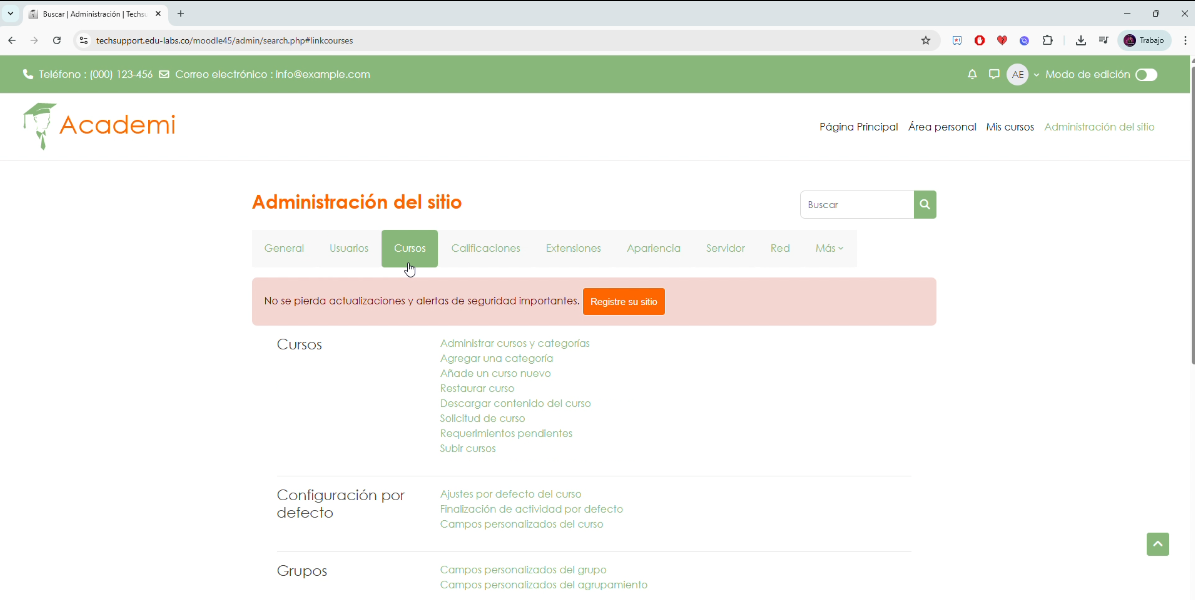 Buscar | Administración | Techsu
techsupport.edu-labs.co/moodle45/admin/search.php#linkcourses
Trabajo
Teléfono : (000) 123-456 Correo electrónico : info@example.com
AE Modo de edición
Academi
Página Principal Área personal Mis cursos Administración del sitio
Administración del sitio
Buscar
General Usuarios Cursos Calificaciones Extensiones Apariencia Servidor Red Más
No se pierda actualizaciones y alertas de seguridad importantes. Registre su sitio
Cursos
Administrar cursos y categorías
Agregar una categoría
Añade un curso nuevo
Restaurar curso
Descargar contenido del curso
Solicitud de curso
Requerimientos pendientes
Subir cursos
Configuración por
defecto
Ajustes por defecto del curso
Finalización de actividad por defecto
Campos personalizados del curso
Grupos
Campos personalizados del grupo
Campos personalizados del agrupamiento